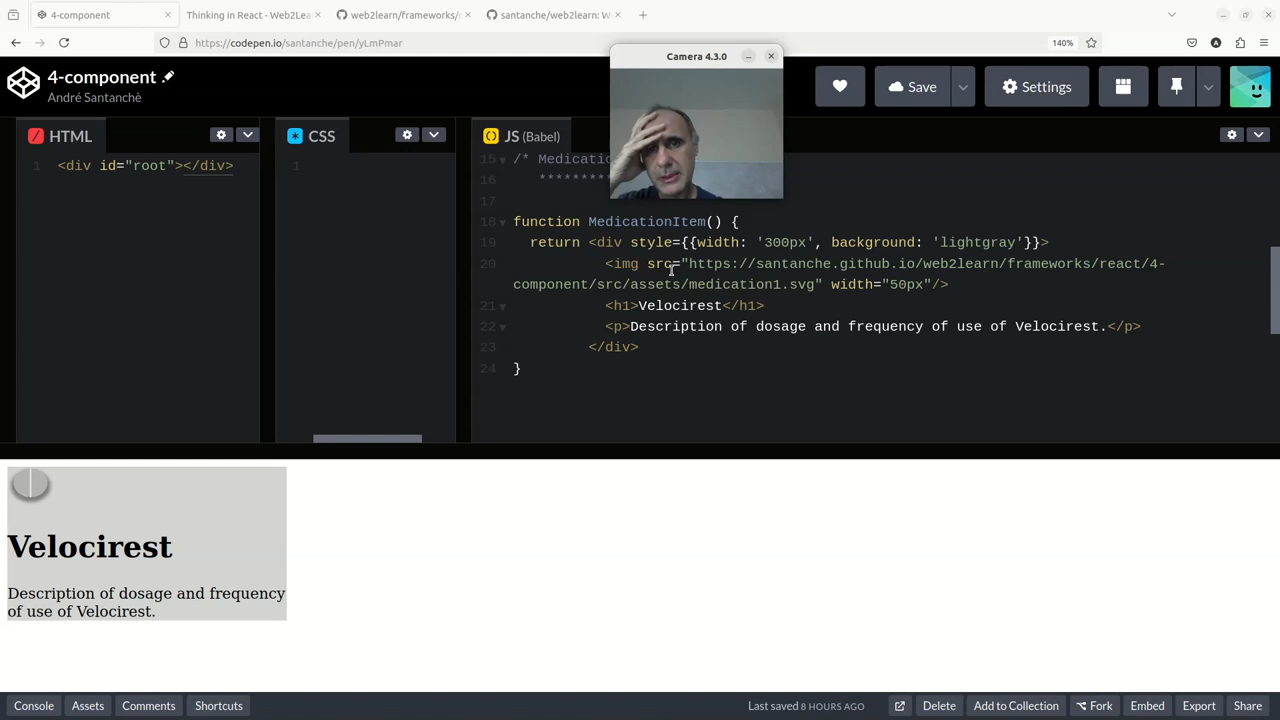 4-component
Thinking in React - Web2Lea
web2learn/frameworks/r
santanche/web2learn: W
https://codepen.io/santanche/pen/yLmPmar
140%
Camera 4.3.0
4-component
André Santanchè
Save
Settings
HTML
CSS
JS (Babel)
1 <div id="root"></div>
1
15 /* Medicatio
16 **********
17
18 function MedicationItem() {
19 return <div style={{width: '300px', background: 'lightgray'}}>
20 <img src="https://santanche.github.io/web2learn/frameworks/react/4-
component/src/assets/medication1.svg" width="50px"/>
21 <h1>Velocirest</h1>
22 <p>Description of dosage and frequency of use of Velocirest.</p>
23 </div>
24 }
Velocirest
Description of dosage and frequency
of use of Velocirest.
Console Assets Comments Shortcuts Last saved 8 HOURS AGO Delete Add to Collection Fork Embed Export Share